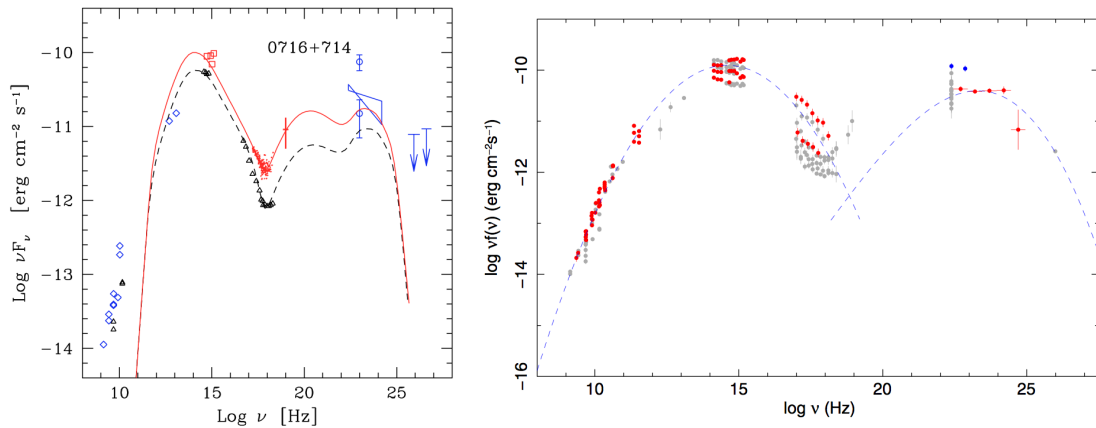 0716+714
Log νFν [erg cm−2 s−1]
−10
−11
−12
−13
−14
10 15 20 25
Log ν [Hz]
log νf(ν) (erg cm−2s−1)
−10
−12
−14
−16
10 15 20 25
log ν (Hz)